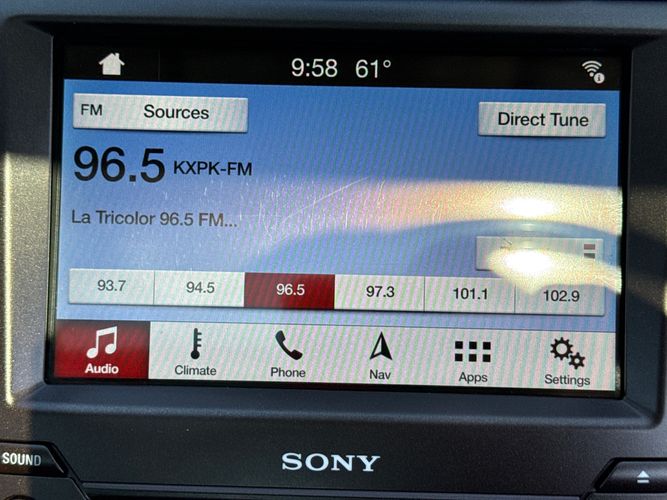 9:58 61°
FM Sources
Direct Tune
96.5 KXPK-FM
La Tricolor 96.5 FM...
93.7 94.5 96.5 97.3 101.1 102.9
Audio Climate Phone Nav Apps Settings
SOUND
SONY